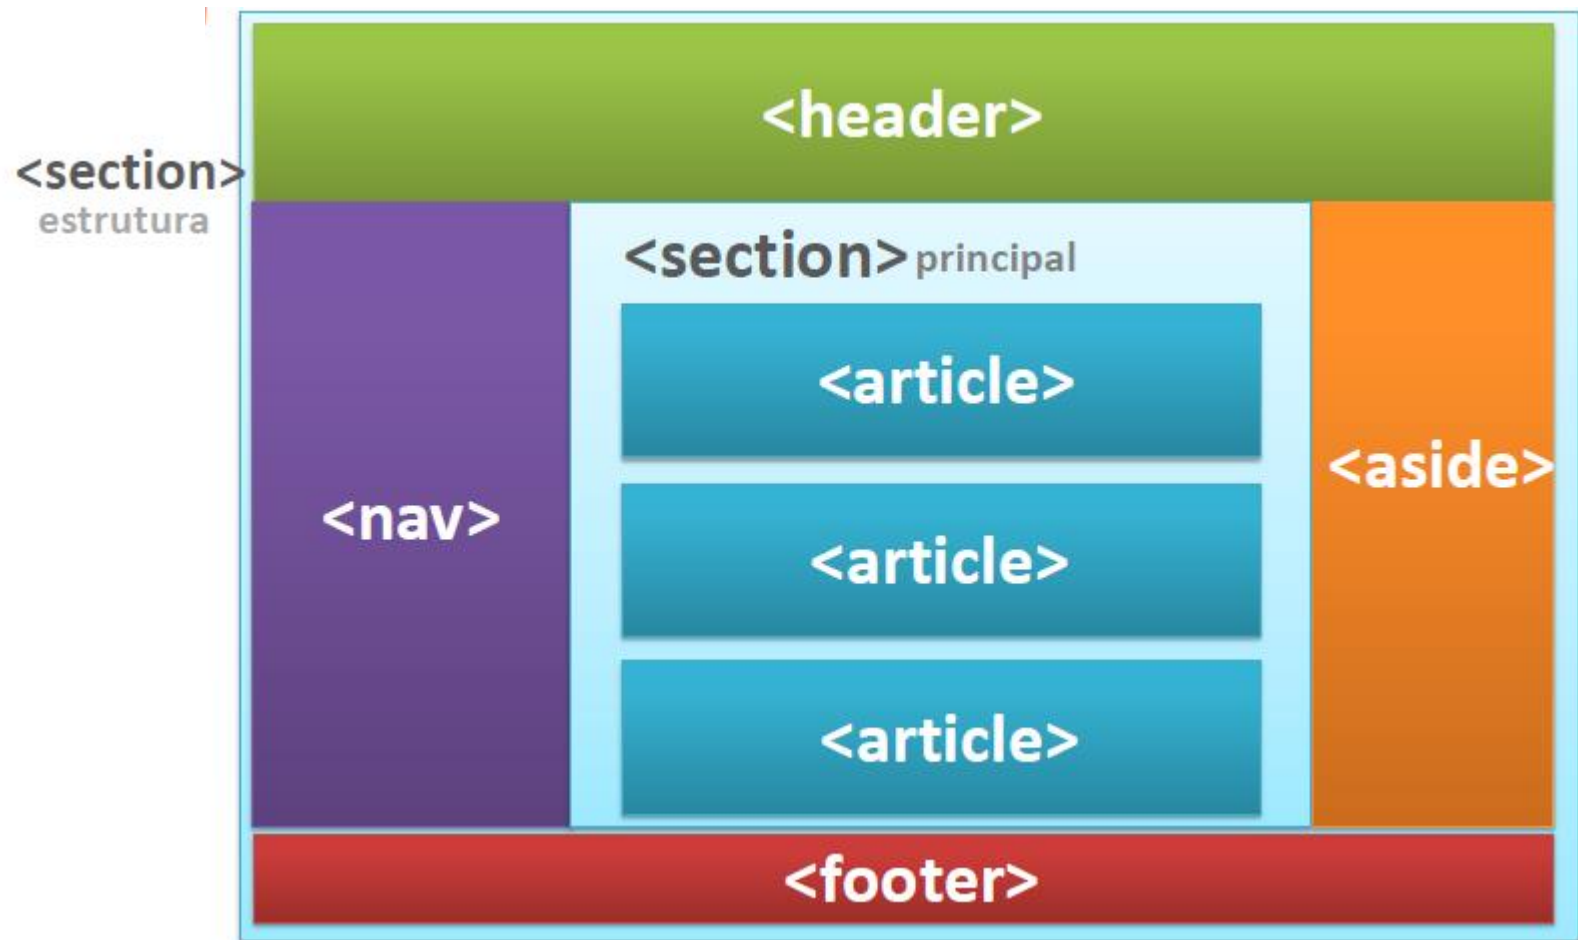 <header>
<section>
estrutura
<section> principal
<article>
<aside>
<nav>
<article>
<article>
<footer>